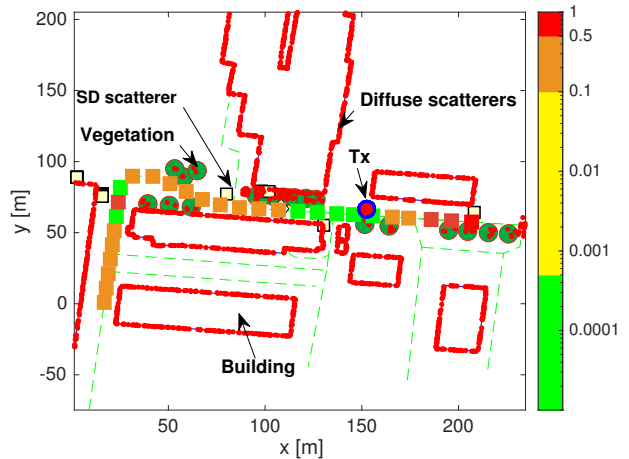 200
150
100
50
0
-50
y [m]
50
100
150
200
x [m]
SD scatterer
Vegetation
Diffuse scatterers
Tx
Building
1
0.5
0.1
0.004
0.001
0.0001